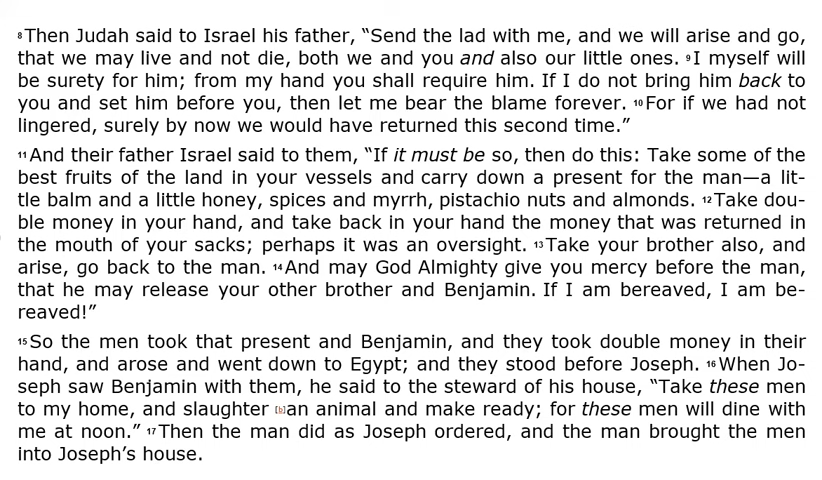 8Then Judah said to Israel his father, “Send the lad with me, and we will arise and go,
that we may live and not die, both we and you and also our little ones. 9I myself will
be surety for him; from my hand you shall require him. If I do not bring him back to
you and set him before you, then let me bear the blame forever. 10For if we had not
lingered, surely by now we would have returned this second time.”
11And their father Israel said to them, “If it must be so, then do this: Take some of the
best fruits of the land in your vessels and carry down a present for the man—a lit-
tle balm and a little honey, spices and myrrh, pistachio nuts and almonds. 12Take dou-
ble money in your hand, and take back in your hand the money that was returned in
the mouth of your sacks; perhaps it was an oversight. 13Take your brother also, and
arise, go back to the man. 14And may God Almighty give you mercy before the man,
that he may release your other brother and Benjamin. If I am bereaved, I am be-
reaved!”
15So the men took that present and Benjamin, and they took double money in their
hand, and arose and went down to Egypt; and they stood before Joseph. 16When Jo-
seph saw Benjamin with them, he said to the steward of his house, “Take these men
to my home, and slaughter [b]an animal and make ready; for these men will dine with
me at noon.” 17Then the man did as Joseph ordered, and the man brought the men
into Joseph’s house.